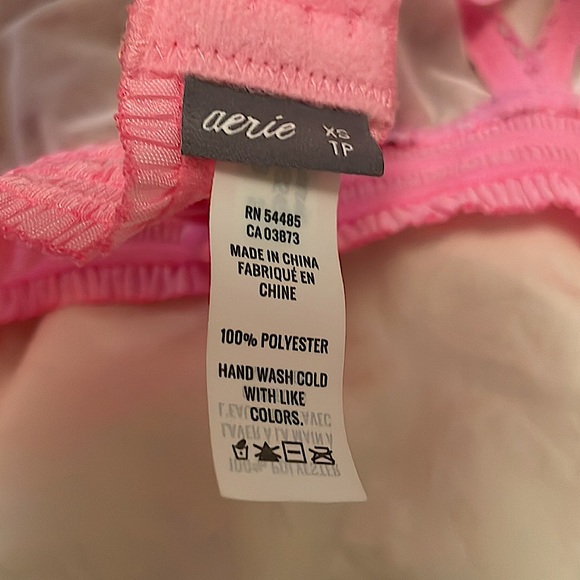 aerie
XS
TP
RN 54485
CA 03873
MADE IN CHINA
FABRIQUÉ EN
CHINE
100% POLYESTER
HAND WASH COLD
WITH LIKE
COLORS.